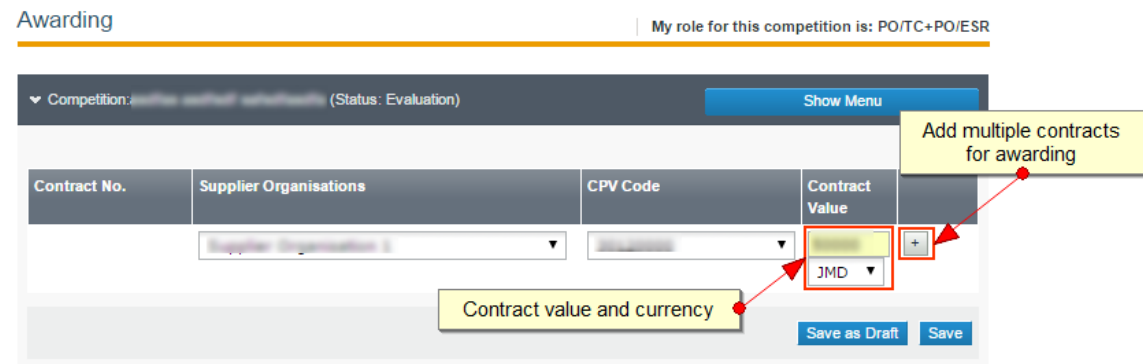 Awarding
My role for this competition is: PO/TC+PO/ESR
Competition: (Status: Evaluation)
Show Menu
Add multiple contracts
for awarding
Contract No.
Supplier Organisations
CPV Code
Contract
Value
+
JMD
Contract value and currency
Save as Draft
Save